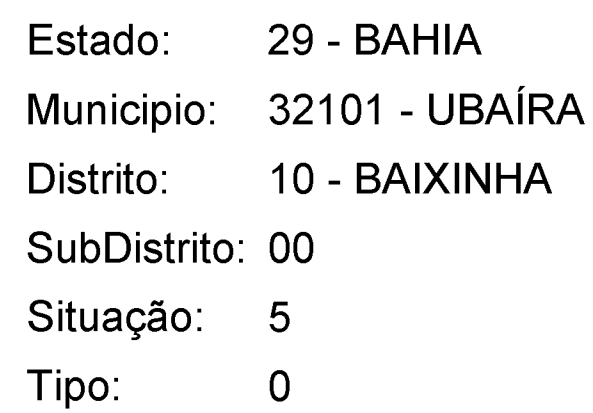 Estado: 29 - BAHIA
Municipio: 32101 - UBAÍRA
Distrito: 10 - BAIXINHA
SubDistrito: 00
Situação: 5
Tipo: 0